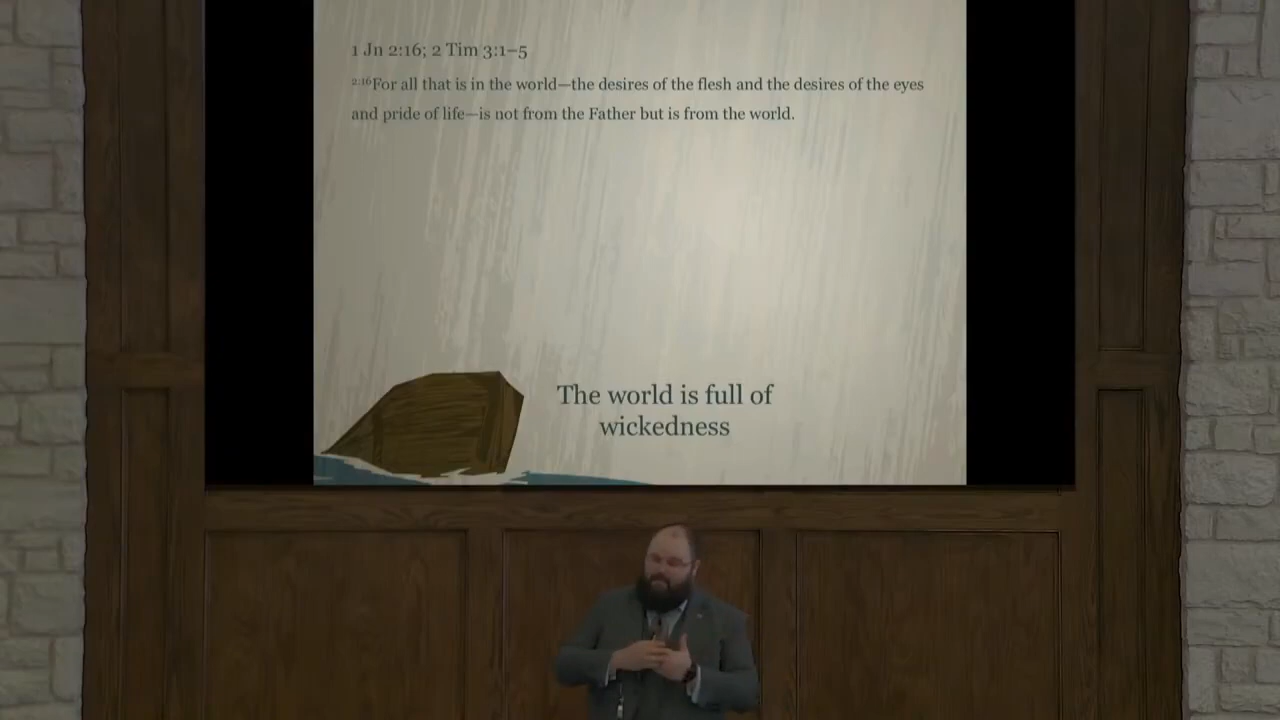 1 Jn 2:16; 2 Tim 3:1–5
2:16For all that is in the world—the desires of the flesh and the desires of the eyes
and pride of life—is not from the Father but is from the world.
The world is full of
wickedness